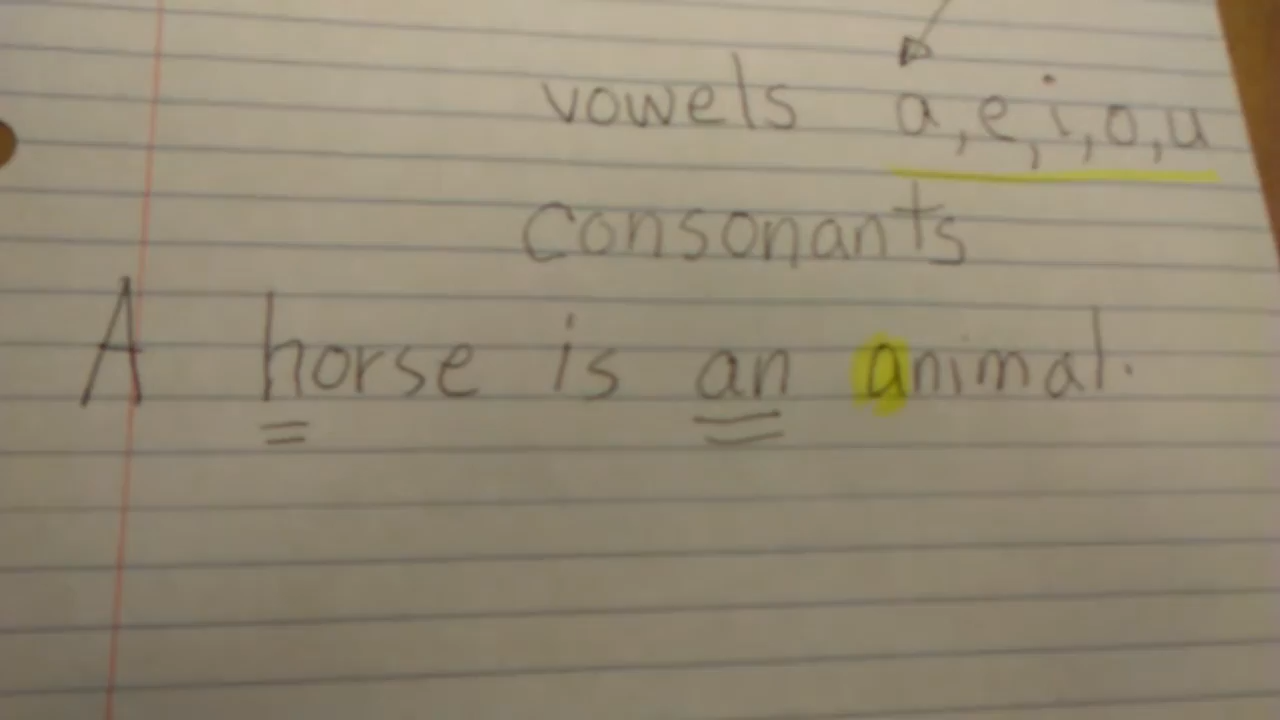 vowels a, e, i, o, u
consonants
A horse is an animal.